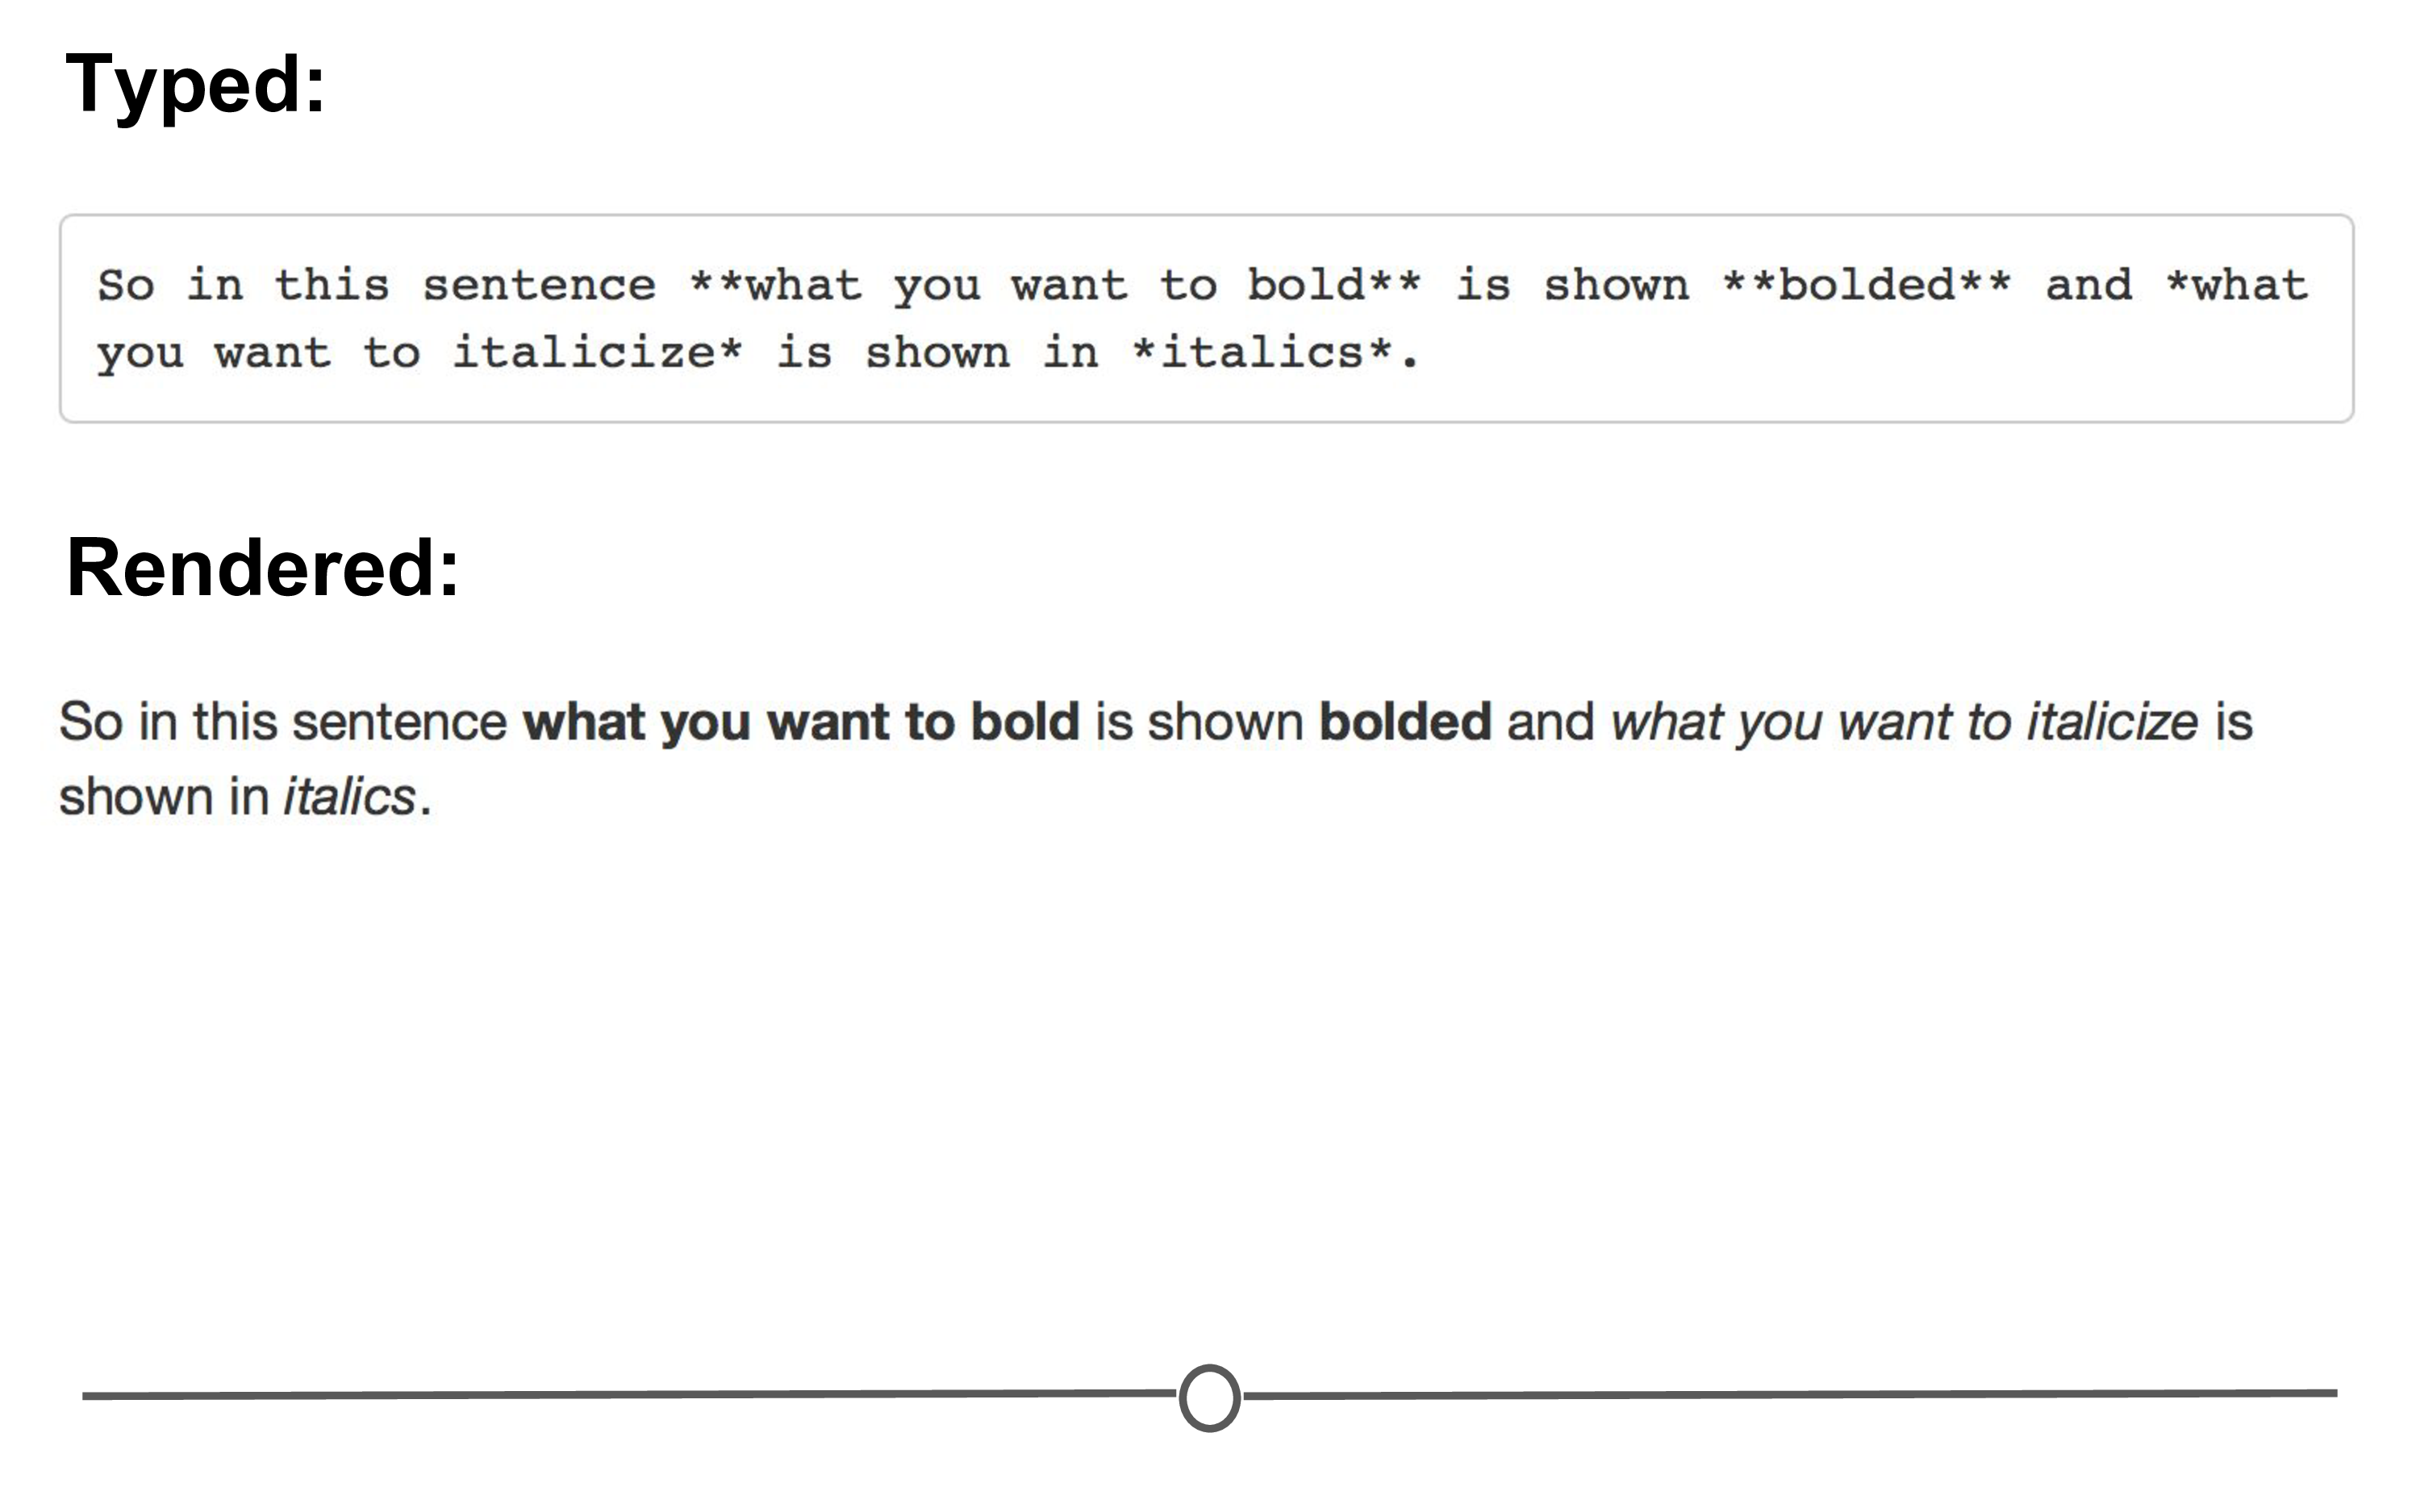 Typed:
So in this sentence **what you want to bold** is shown **bolded** and *what
you want to italicize* is shown in *italics*.
Rendered:
So in this sentence what you want to bold is shown bolded and what you want to italicize is
shown in italics.